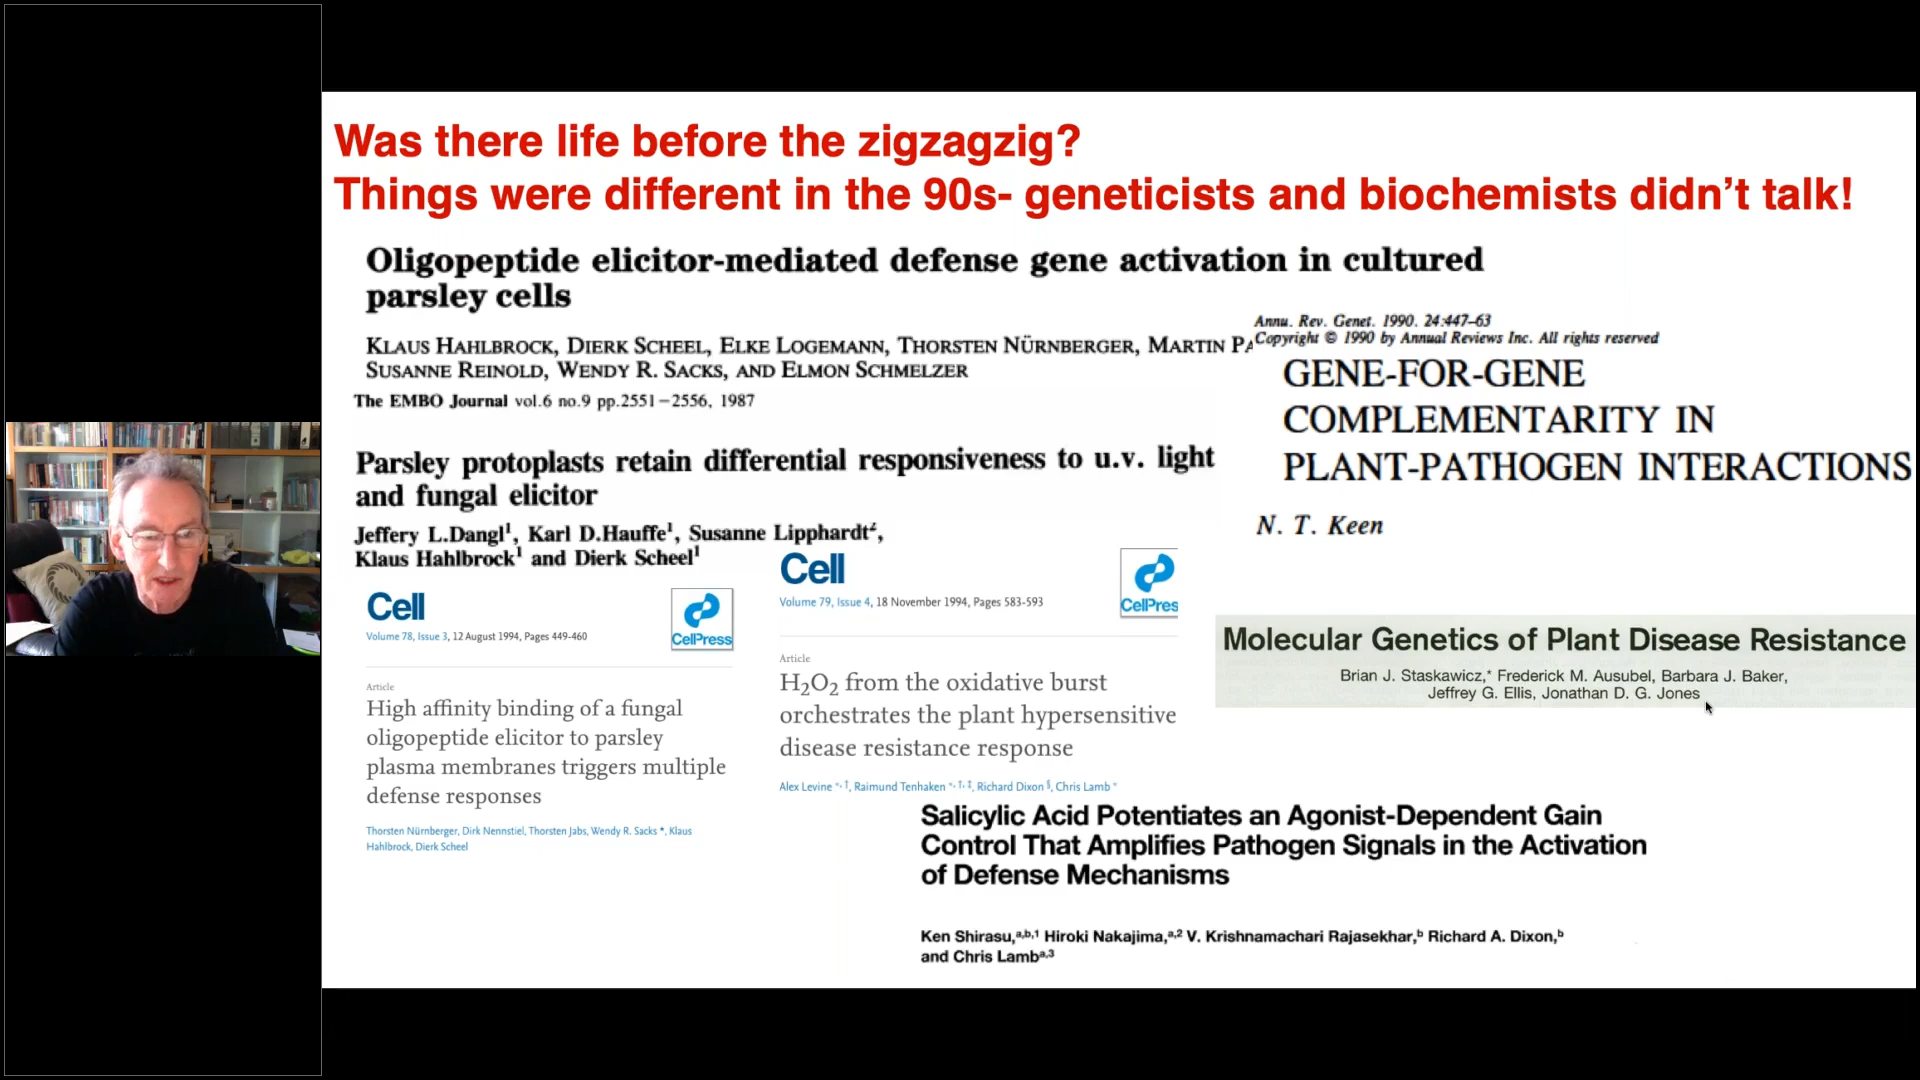 Was there life before the zigzagzig?
Things were different in the 90s- geneticists and biochemists didn't talk!
Oligopeptide elicitor-mediated defense gene activation in cultured
parsley cells
KLAUS HAHLBROCK, DIERK SCHEEL, ELKE LOGEMANN, THORSTEN NÜRNBERGER, MARTIN
SUSANNE REINOLD, WENDY R. SACKS, AND ELMON SCHMELZER
The EMBO Journal vol.6 no.9 pp.2551–2556, 1987
Parsley protoplasts retain differential responsiveness to u.v. light
and fungal elicitor
Jeffery L.Dangl¹, Karl D.Hauffe¹, Susanne Lipphardt²,
Klaus Hahlbrock¹ and Dierk Scheel¹
Cell
Volume 78, Issue 3, 12 August 1994, Pages 449-460
CellPress
Article
High affinity binding of a fungal
oligopeptide elicitor to parsley
plasma membranes triggers multiple
defense responses
Thorsten Nürnberger, Dirk Nennstiel, Thorsten Jabs, Wendy R. Sacks *, Klaus
Hahlbrock, Dierk Scheel
Cell
Volume 79, Issue 4, 18 November 1994, Pages 583-593
CellPres
Article
H₂O₂ from the oxidative burst
orchestrates the plant hypersensitive
disease resistance response
Alex Levine *, †, Raimund Tenhaken *, †, ‡, Richard Dixon §, Chris Lamb *
Annu. Rev. Genet. 1990. 24:447–63
Copyright © 1990 by Annual Reviews Inc. All rights reserved
GENE-FOR-GENE
COMPLEMENTARITY IN
PLANT-PATHOGEN INTERACTIONS
N. T. Keen
Molecular Genetics of Plant Disease Resistance
Brian J. Staskawicz,* Frederick M. Ausubel, Barbara J. Baker,
Jeffrey G. Ellis, Jonathan D. G. Jones
Salicylic Acid Potentiates an Agonist-Dependent Gain
Control That Amplifies Pathogen Signals in the Activation
of Defense Mechanisms
Ken Shirasu,a,b,1 Hiroki Nakajima,a,2 V. Krishnamachari Rajasekhar,b Richard A. Dixon,b
and Chris Lamba,3